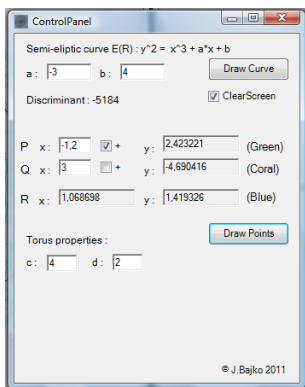 ControlPanel
Semi-eliptic curve E(R) : y^2 = x^3 + a*x + b
a : -3 b : 4 Draw Curve
Discriminant : -5184 ClearScreen
P x : -1,2 + y : 2,423221 (Green)
Q x : 3 + y : -4,690416 (Coral)
R x : 1,068698 y : 1,419326 (Blue)
Draw Points
Torus properties :
c : 4 d : 2
© J.Bajko 2011